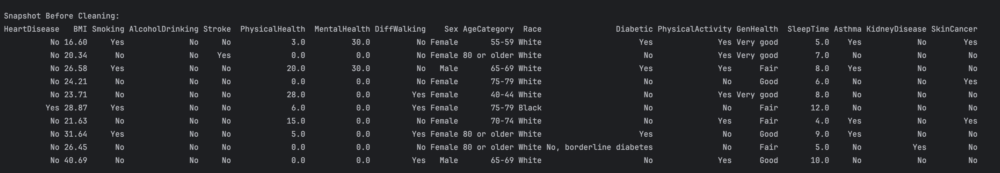 Snapshot Before Cleaning:
HeartDisease BMI Smoking AlcoholDrinking Stroke PhysicalHealth MentalHealth DiffWalking Sex AgeCategory Race Diabetic PhysicalActivity GenHealth SleepTime Asthma KidneyDisease SkinCancer
No 16.60 Yes No No 3.0 30.0 No Female 55-59 White Yes Yes Very good 5.0 Yes No Yes
No 20.34 No No Yes 0.0 0.0 No Female 80 or older White No Yes Very good 7.0 No No No
No 26.58 Yes No No 20.0 30.0 No Male 65-69 White Yes Yes Fair 8.0 Yes No No
No 24.21 No No No 0.0 0.0 No Female 75-79 White No No Good 6.0 No No Yes
No 23.71 No No No 28.0 0.0 Yes Female 40-44 White No Yes Very good 8.0 No No No
Yes 28.87 Yes No No 6.0 0.0 Yes Female 75-79 Black No No Fair 12.0 No No No
No 21.63 No No No 15.0 0.0 No Female 70-74 White No Yes Fair 4.0 Yes No Yes
No 31.64 Yes No No 5.0 0.0 Yes Female 80 or older White Yes No Good 9.0 Yes No No
No 26.45 No No No 0.0 0.0 No Female 80 or older White No, borderline diabetes No Fair 5.0 No Yes No
No 40.69 No No No 0.0 0.0 Yes Male 65-69 White No Yes Good 10.0 No No No